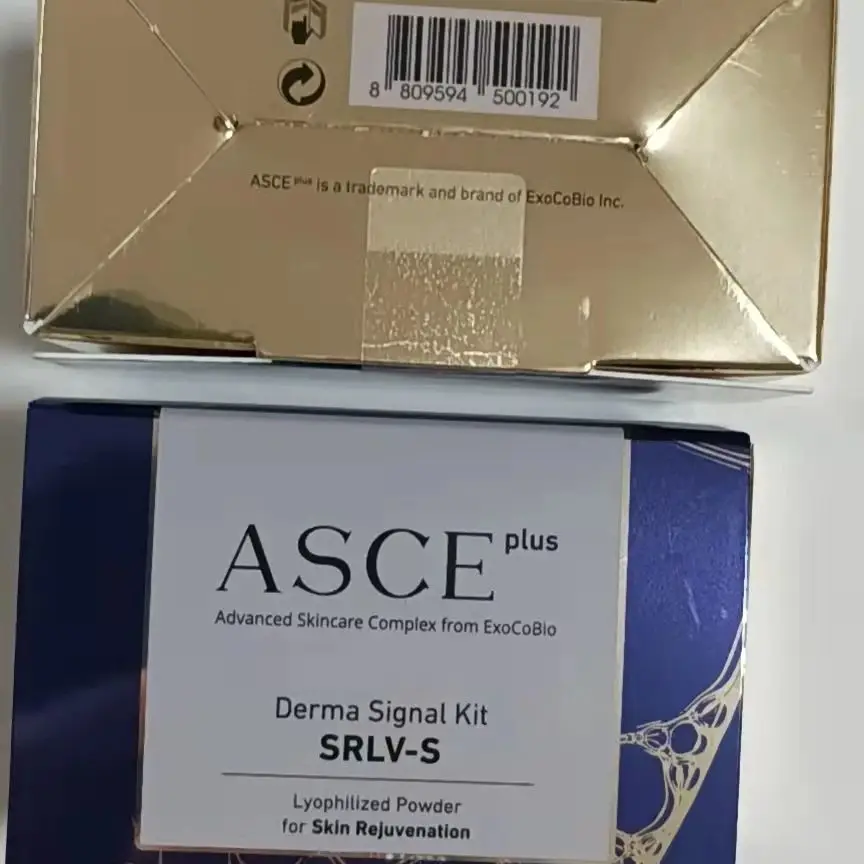 8 809594 500192
ASCE plus is a trademark and brand of ExoCoBio Inc.
ASCE plus
Advanced Skincare Complex from ExoCoBio
Derma Signal Kit
SRLV-S
Lyophilized Powder
for Skin Rejuvenation